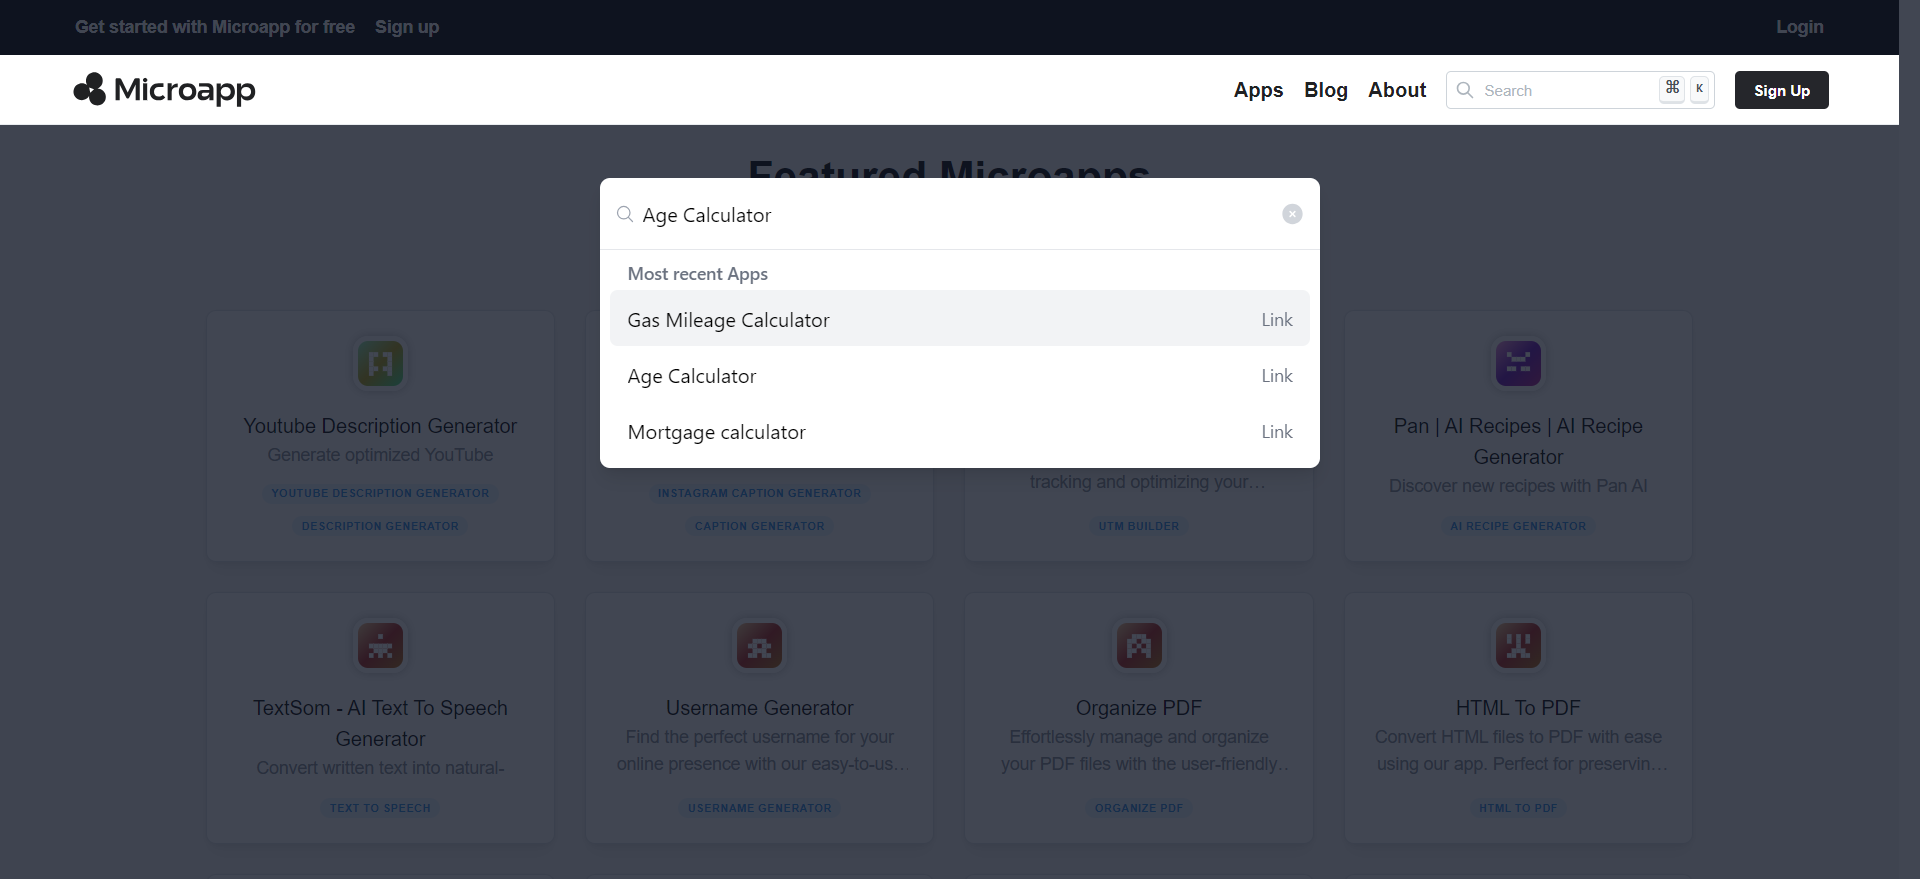 Get started with Microapp for free Sign up Login
Microapp Apps Blog About Search ⌘ K Sign Up
Featured Microapps
Age Calculator
Most recent Apps
Gas Mileage Calculator Link
Age Calculator Link
Mortgage calculator Link
Youtube Description Generator
Generate optimized YouTube
YOUTUBE DESCRIPTION GENERATOR
DESCRIPTION GENERATOR
INSTAGRAM CAPTION GENERATOR
CAPTION GENERATOR
tracking and optimizing your...
UTM BUILDER
Pan | AI Recipes | AI Recipe
Generator
Discover new recipes with Pan AI
AI RECIPE GENERATOR
TextSom - AI Text To Speech
Generator
Convert written text into natural-
TEXT TO SPEECH
Username Generator
Find the perfect username for your
online presence with our easy-to-us...
USERNAME GENERATOR
Organize PDF
Effortlessly manage and organize
your PDF files with the user-friendly..
ORGANIZE PDF
HTML To PDF
Convert HTML files to PDF with ease
using our app. Perfect for preservin...
HTML TO PDF